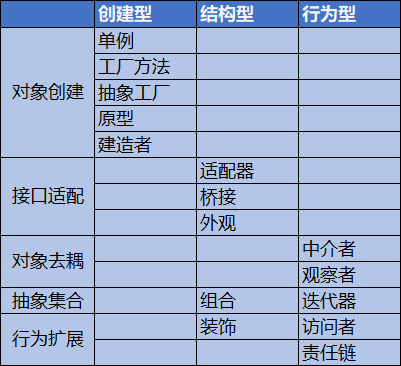 创建型 结构型 行为型
对象创建 单例
工厂方法
抽象工厂
原型
建造者
接口适配 适配器
桥接
外观
对象去耦 中介者
观察者
抽象集合 组合 迭代器
行为扩展 装饰 访问者
责任链